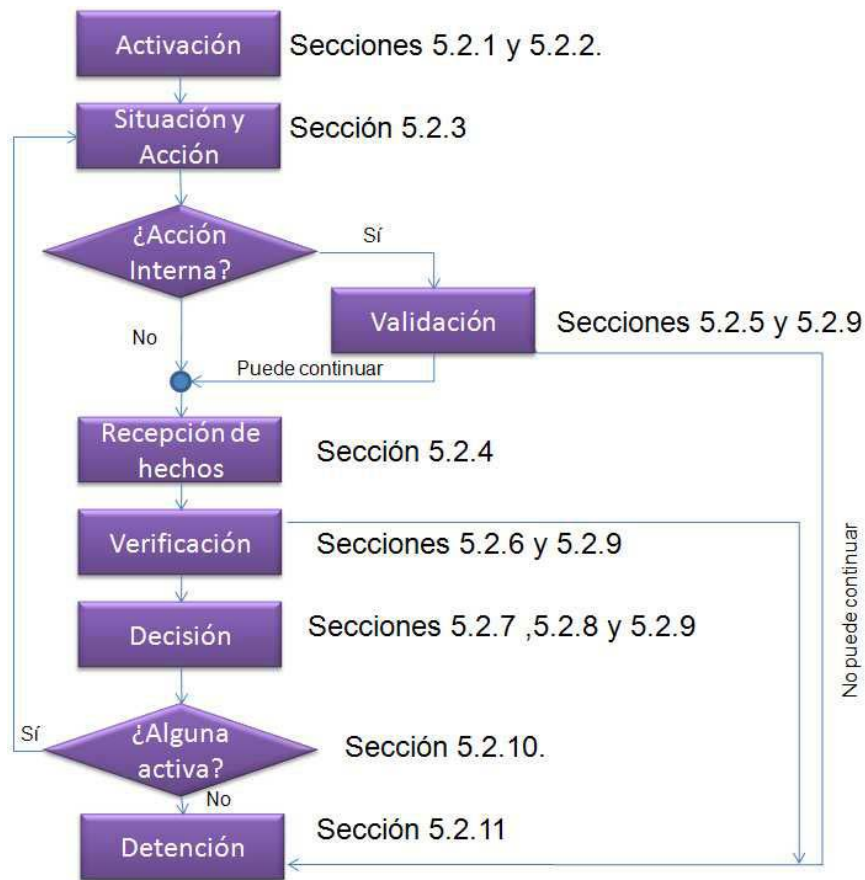 Activación
Secciones 5.2.1 y 5.2.2.
Situación y
Acción
Sección 5.2.3
¿Acción
Interna?
Sí
Validación
Secciones 5.2.5 y 5.2.9
No
Puede continuar
Recepción de
hechos
Sección 5.2.4
Verificación
Secciones 5.2.6 y 5.2.9
No puede continuar
Decisión
Secciones 5.2.7 ,5.2.8 y 5.2.9
Sí
¿Alguna
activa?
Sección 5.2.10.
No
Detención
Sección 5.2.11